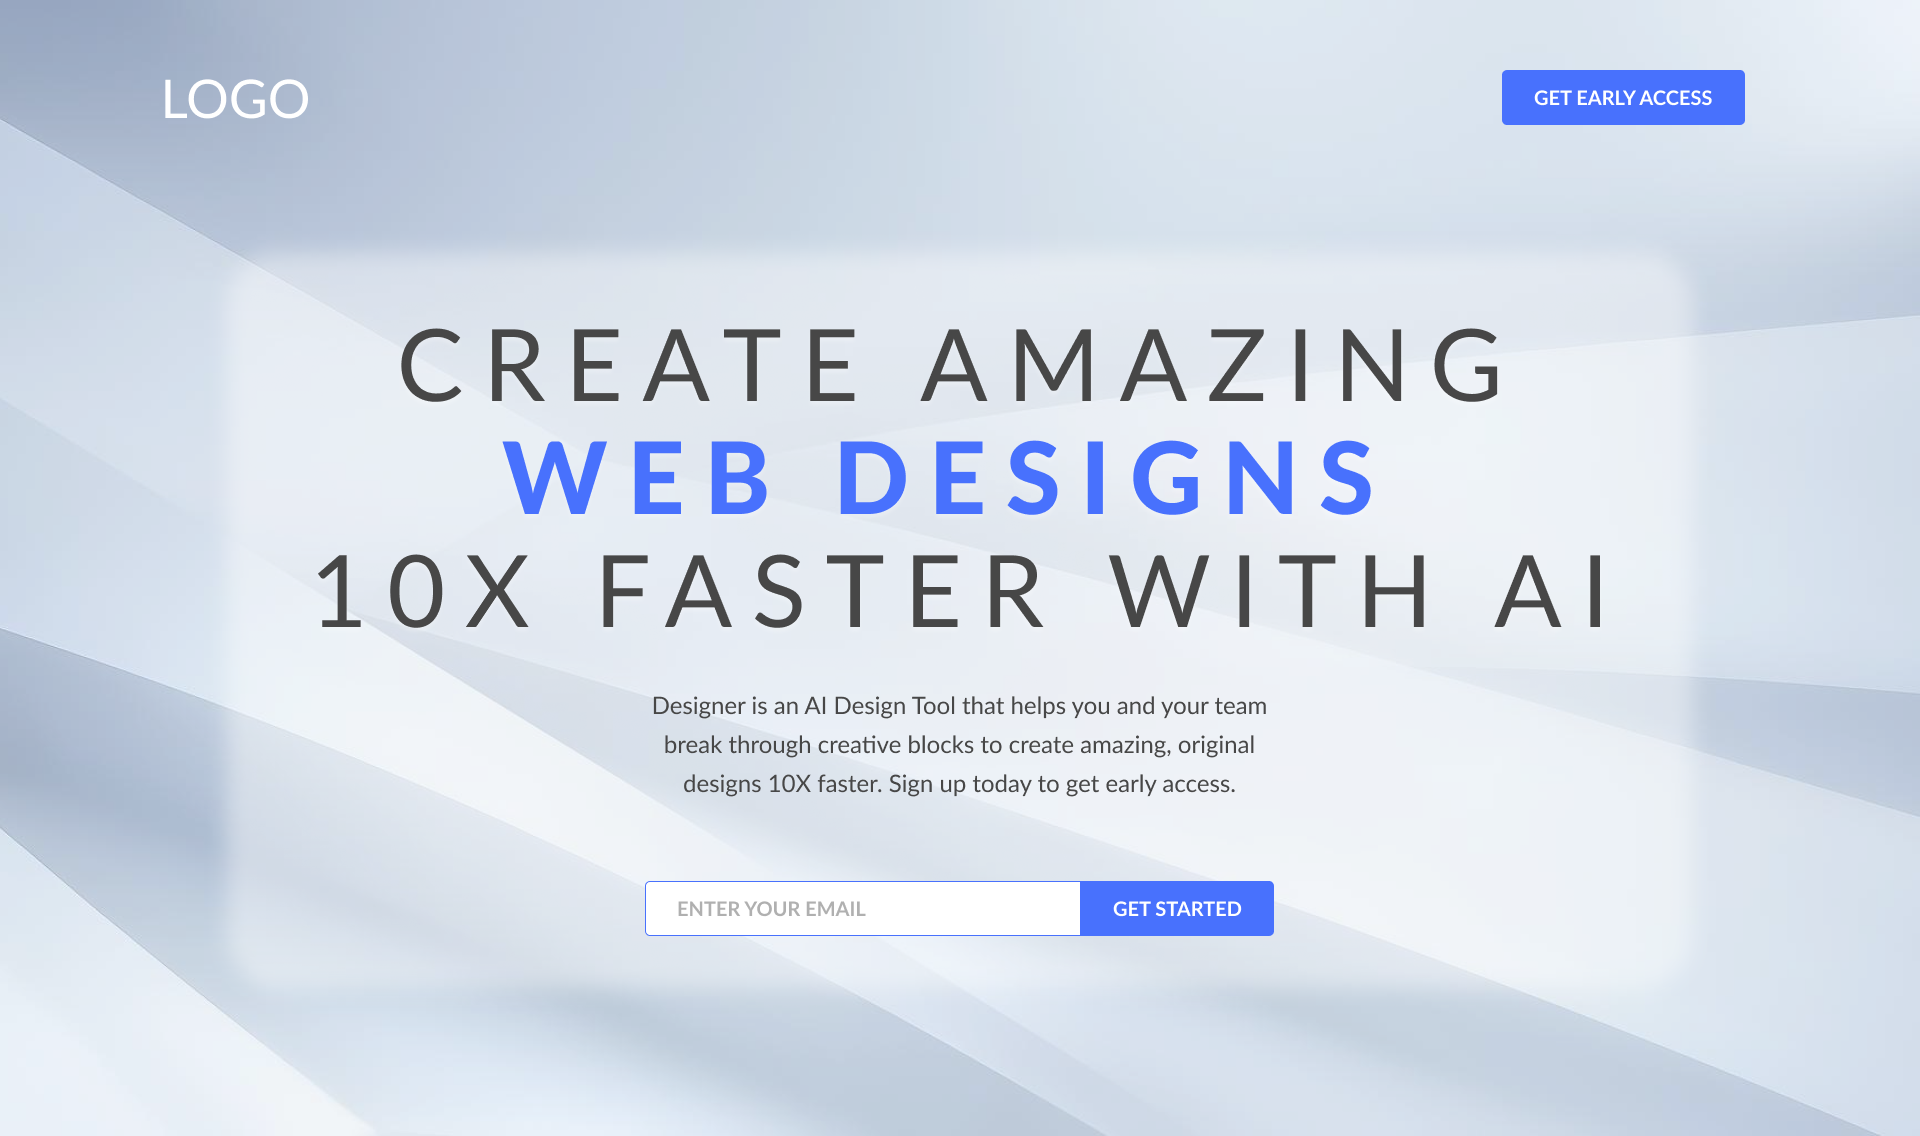 LOGO
GET EARLY ACCESS
CREATE AMAZING
WEB DESIGNS
10X FASTER WITH AI
Designer is an AI Design Tool that helps you and your team
break through creative blocks to create amazing, original
designs 10X faster. Sign up today to get early access.
ENTER YOUR EMAIL
GET STARTED